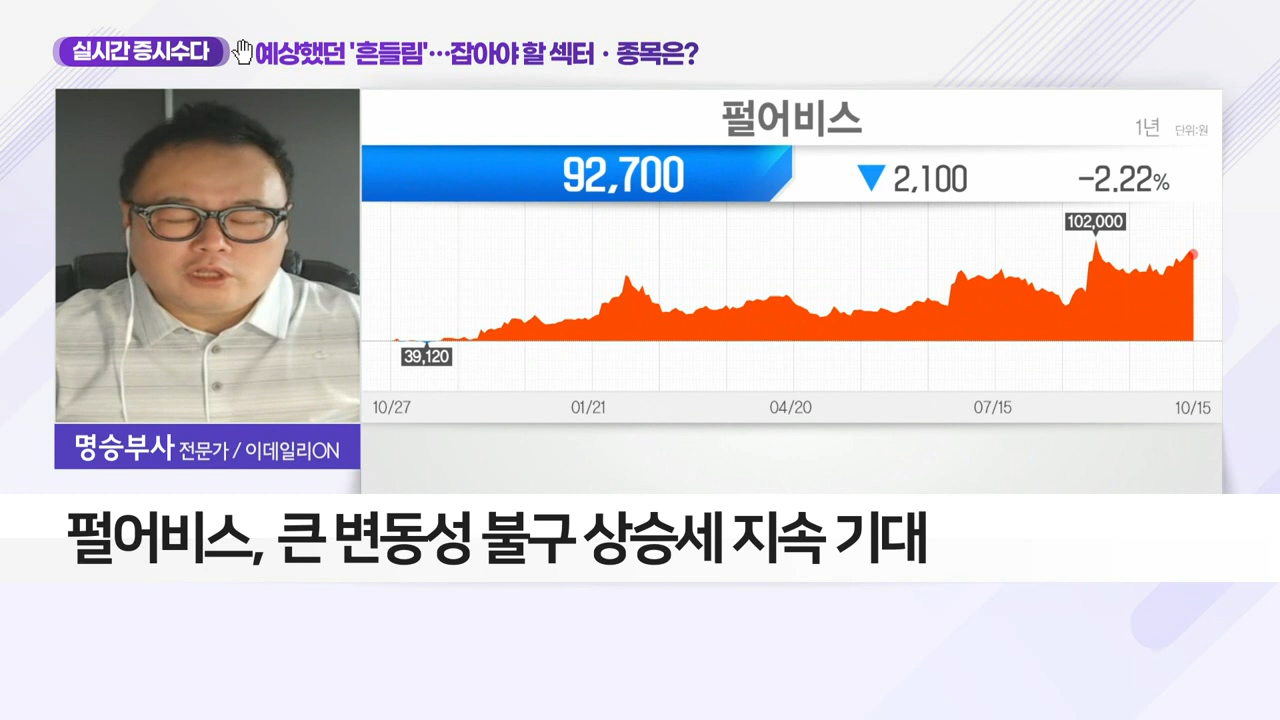 실시간 증시수다
예상했던 '흔들림'…잡아야 할 섹터·종목은?
펄어비스
1년 단위:원
92,700 ▼ 2,100 -2.22%
102,000
39,120
10/27 01/21 04/20 07/15 10/15
명승부사 전문가 / 이데일리ON
펄어비스, 큰 변동성 불구 상승세 지속 기대